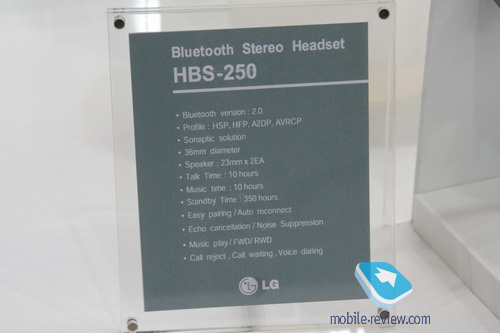 Bluetooth Stereo Headset
HBS-250
• Bluetooth version : 2.0
• Profile : HSP, HFP, A2DP, AVRCP
• Sonaptic solution
• 36mm diameter
• Speaker : 23mm x 2EA
• Talk Time : 10 hours
• Music time : 10 hours
• Standby Time : 350 hours
• Easy pairing / Auto reconnect
• Echo cancellation / Noise Suppression
• Music play / FWD/ RWD
• Call reject , Call waiting , Voice dialing
LG
mobile-review.com